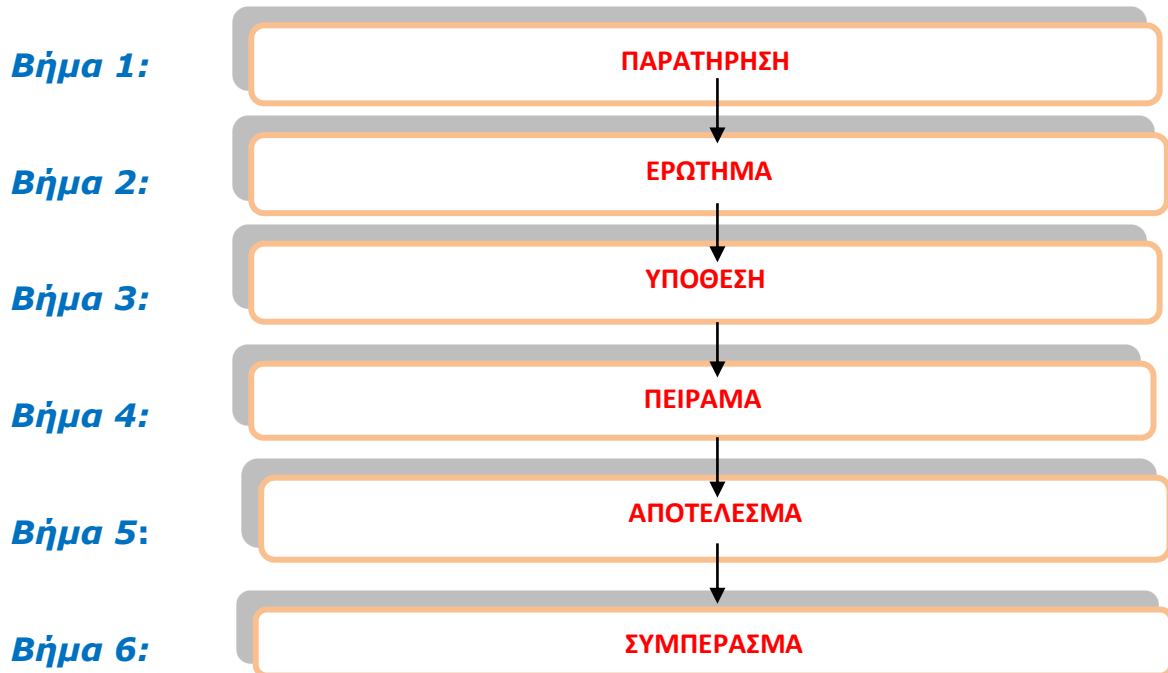 Βήμα 1: ΠΑΡΑΤΗΡΗΣΗ
Βήμα 2: ΕΡΩΤΗΜΑ
Βήμα 3: ΥΠΟΘΕΣΗ
Βήμα 4: ΠΕΙΡΑΜΑ
Βήμα 5: ΑΠΟΤΕΛΕΣΜΑ
Βήμα 6: ΣΥΜΠΕΡΑΣΜΑ